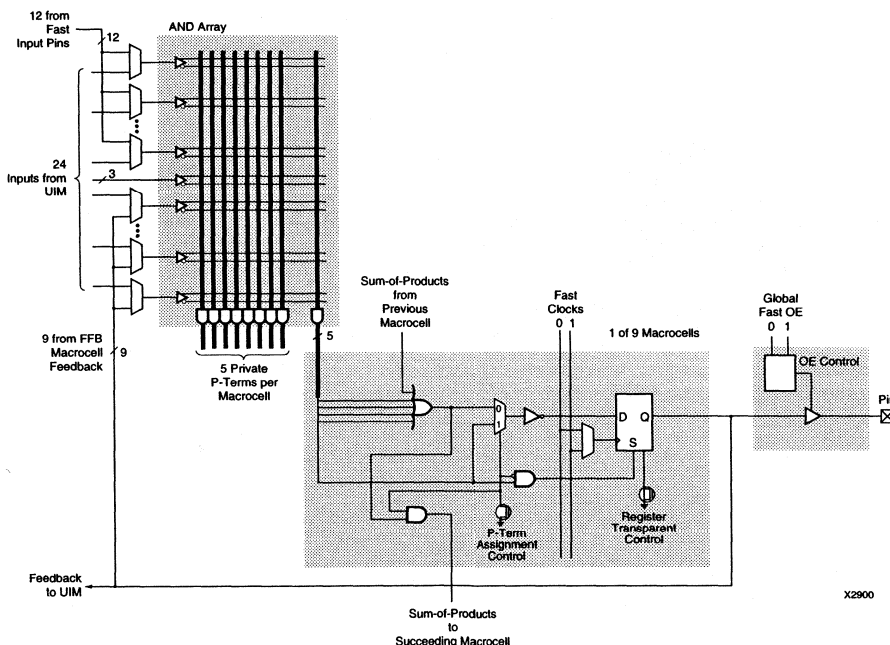 12 from
Fast
Input Pins
12
AND Array
24
Inputs from
UIM
3
9 from FFB
Macrocell
Feedback
9
5 Private
P-Terms per
Macrocell
5
Sum-of-Products
from
Previous
Macrocell
Fast
Clocks
0 1
1 of 9 Macrocells
Global
Fast OE
0 1
OE Control
Pi
0
1
D Q
S
P-Term
Assignment
Control
Register
Transparent
Control
Feedback
to UIM
Sum-of-Products
to
Succeeding Macrocell
X2900